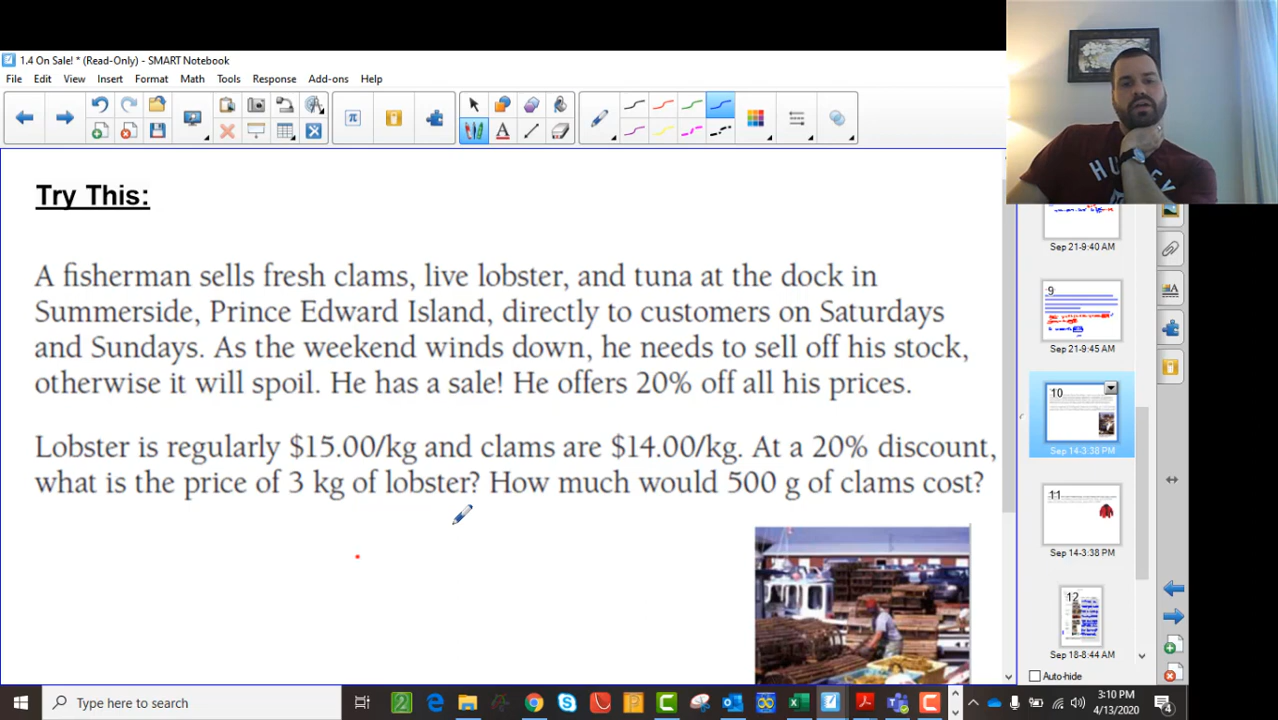 1.4 On Sale! * (Read-Only) - SMART Notebook
File Edit View Insert Format Math Tools Response Add-ons Help
Try This:
A fisherman sells fresh clams, live lobster, and tuna at the dock in
Summerside, Prince Edward Island, directly to customers on Saturdays
and Sundays. As the weekend winds down, he needs to sell off his stock,
otherwise it will spoil. He has a sale! He offers 20% off all his prices.
Lobster is regularly $15.00/kg and clams are $14.00/kg. At a 20% discount,
what is the price of 3 kg of lobster? How much would 500 g of clams cost?
HURLEY
Sep 21-9:40 AM
9
Sep 21-9:45 AM
10
Sep 14-3:38 PM
11
Sep 14-3:38 PM
12
Sep 18-8:44 AM
Auto-hide
Type here to search
3:10 PM
4/13/2020
4